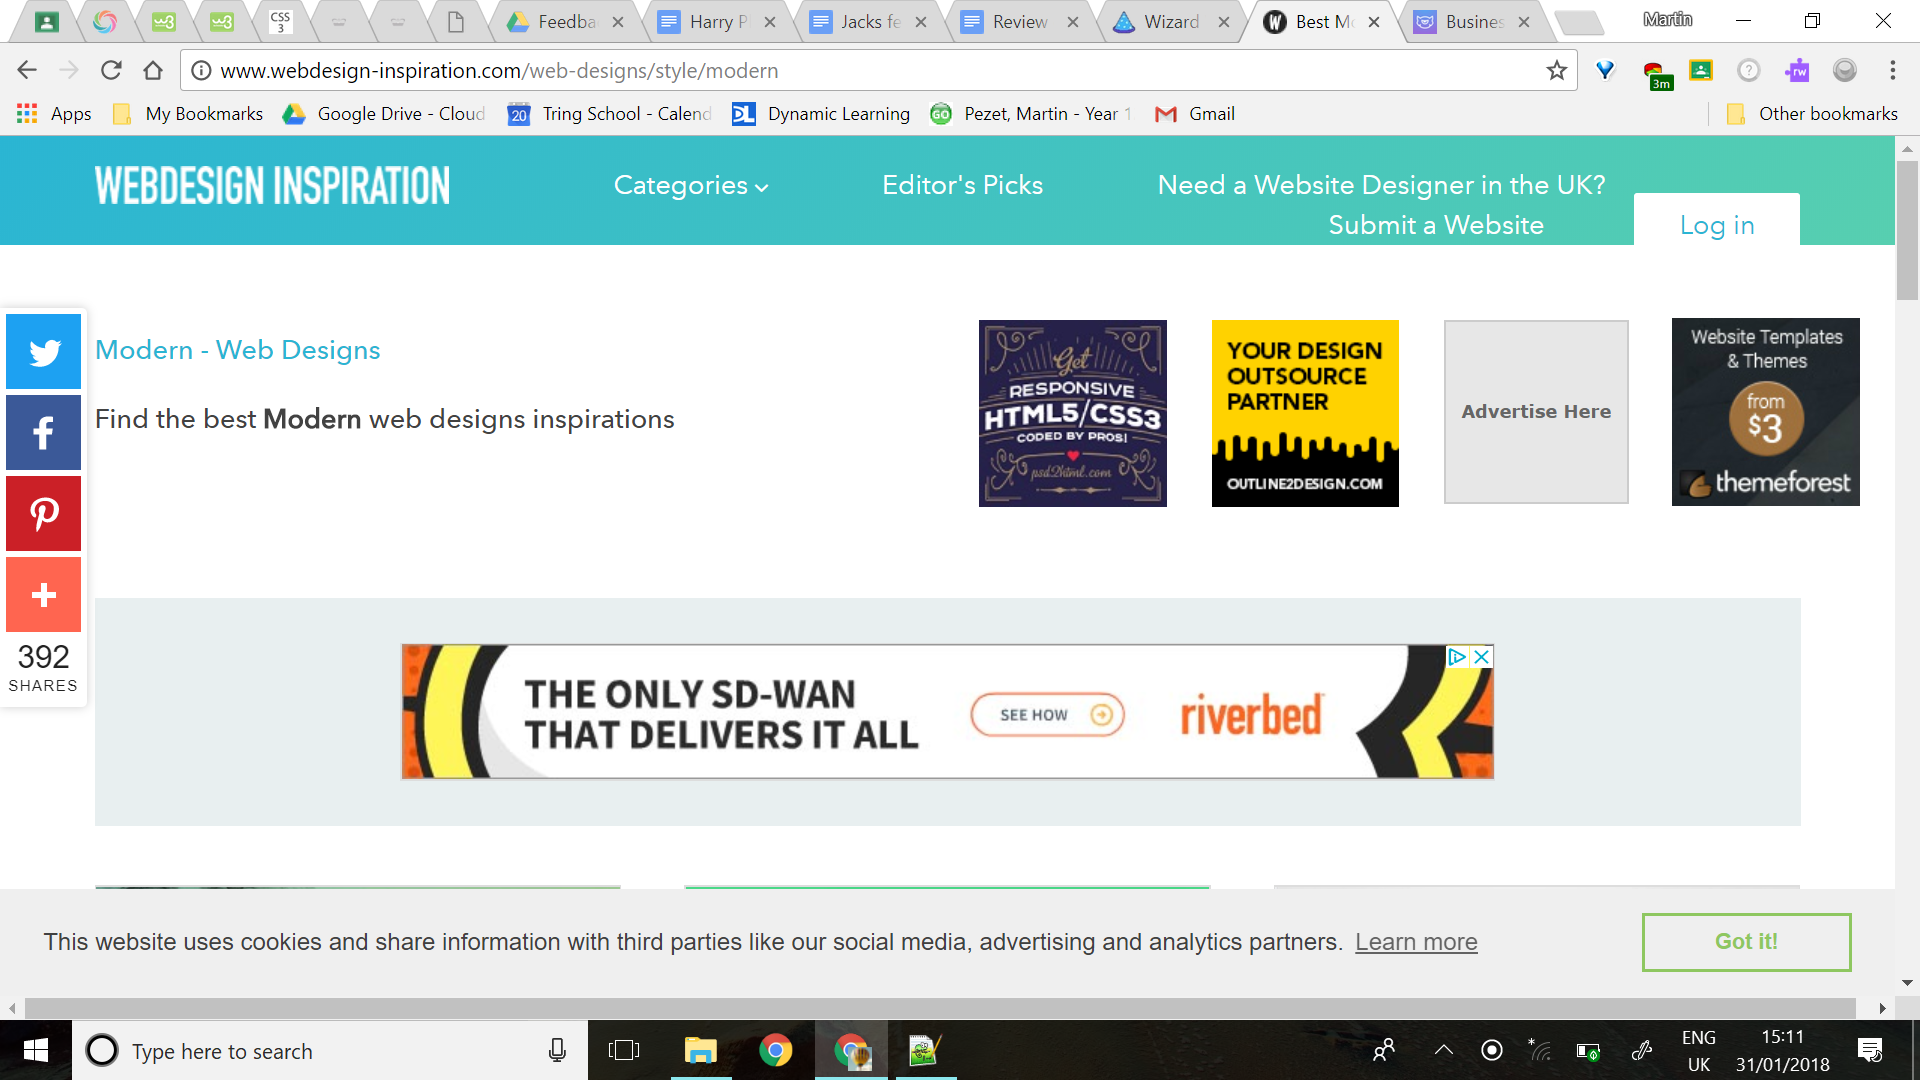 CSS
3
Feedba
Harry P
Jacks fe
Review
Wizard
Best Mo
Busines
Martin
www.webdesign-inspiration.com/web-designs/style/modern
3m
rw
Apps
My Bookmarks
Google Drive - Cloud
20
Tring School - Calend
DL
Dynamic Learning
GO
Pezet, Martin - Year 1
Gmail
Other bookmarks
WEBDESIGN INSPIRATION
Categories
Editor's Picks
Need a Website Designer in the UK?
Submit a Website
Log in
Modern - Web Designs
Find the best Modern web designs inspirations
Get
RESPONSIVE
HTML5/CSS3
CODED BY PROS!
psd2html.com
YOUR DESIGN
OUTSOURCE
PARTNER
OUTLINE2DESIGN.COM
Advertise Here
Website Templates
& Themes
from
$3
themeforest
392
SHARES
THE ONLY SD-WAN
THAT DELIVERS IT ALL
SEE HOW
riverbed
This website uses cookies and share information with third parties like our social media, advertising and analytics partners. Learn more
Got it!
Type here to search
ENG
UK
15:11
31/01/2018